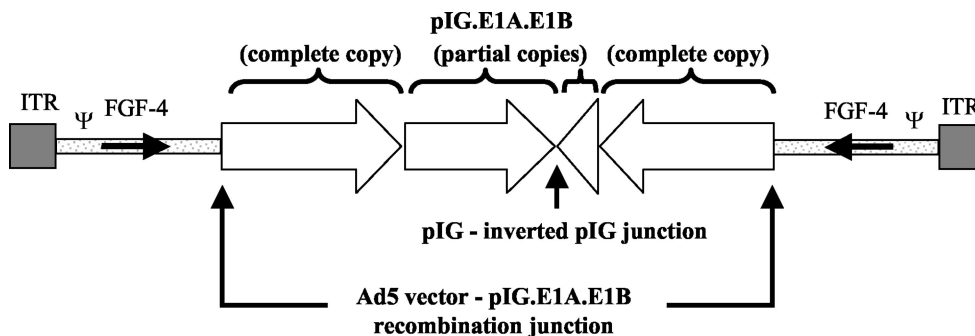 pIG.E1A.E1B
(complete copy) (partial copies) (complete copy)
ITR Ψ FGF-4 FGF-4 Ψ ITR
pIG - inverted pIG junction
Ad5 vector - pIG.E1A.E1B
recombination junction